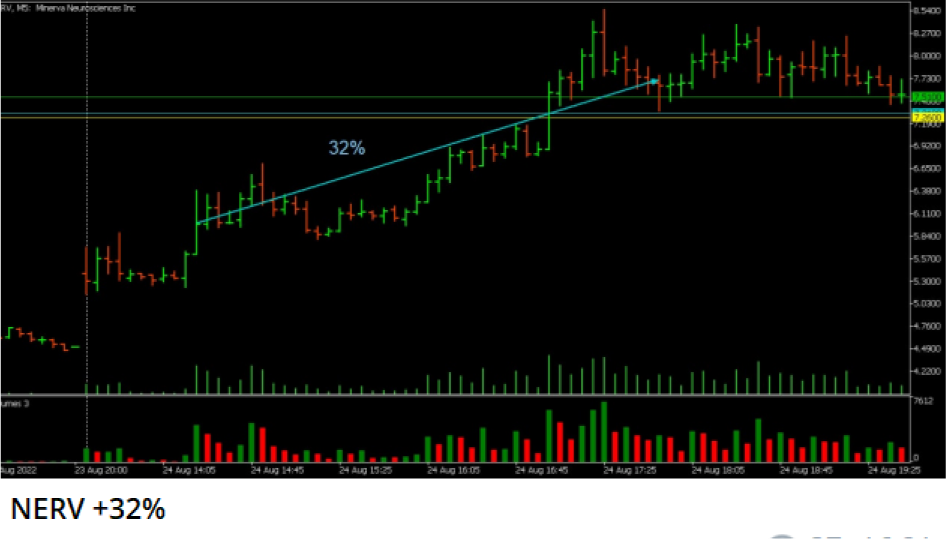 RV, M5: Minerva Neurosciences Inc
8.5400
8.2700
8.0000
7.7300
7.5100
7.2600
7.1900
6.9200
6.6500
6.3800
6.1100
5.8400
5.5700
5.3000
5.0300
4.7600
4.4900
4.2200
32%
umes 3
7612
0
Aug 2022
23 Aug 20:00
24 Aug 14:05
24 Aug 14:45
24 Aug 15:25
24 Aug 16:05
24 Aug 16:45
24 Aug 17:25
24 Aug 18:05
24 Aug 18:45
24 Aug 19:25
NERV +32%